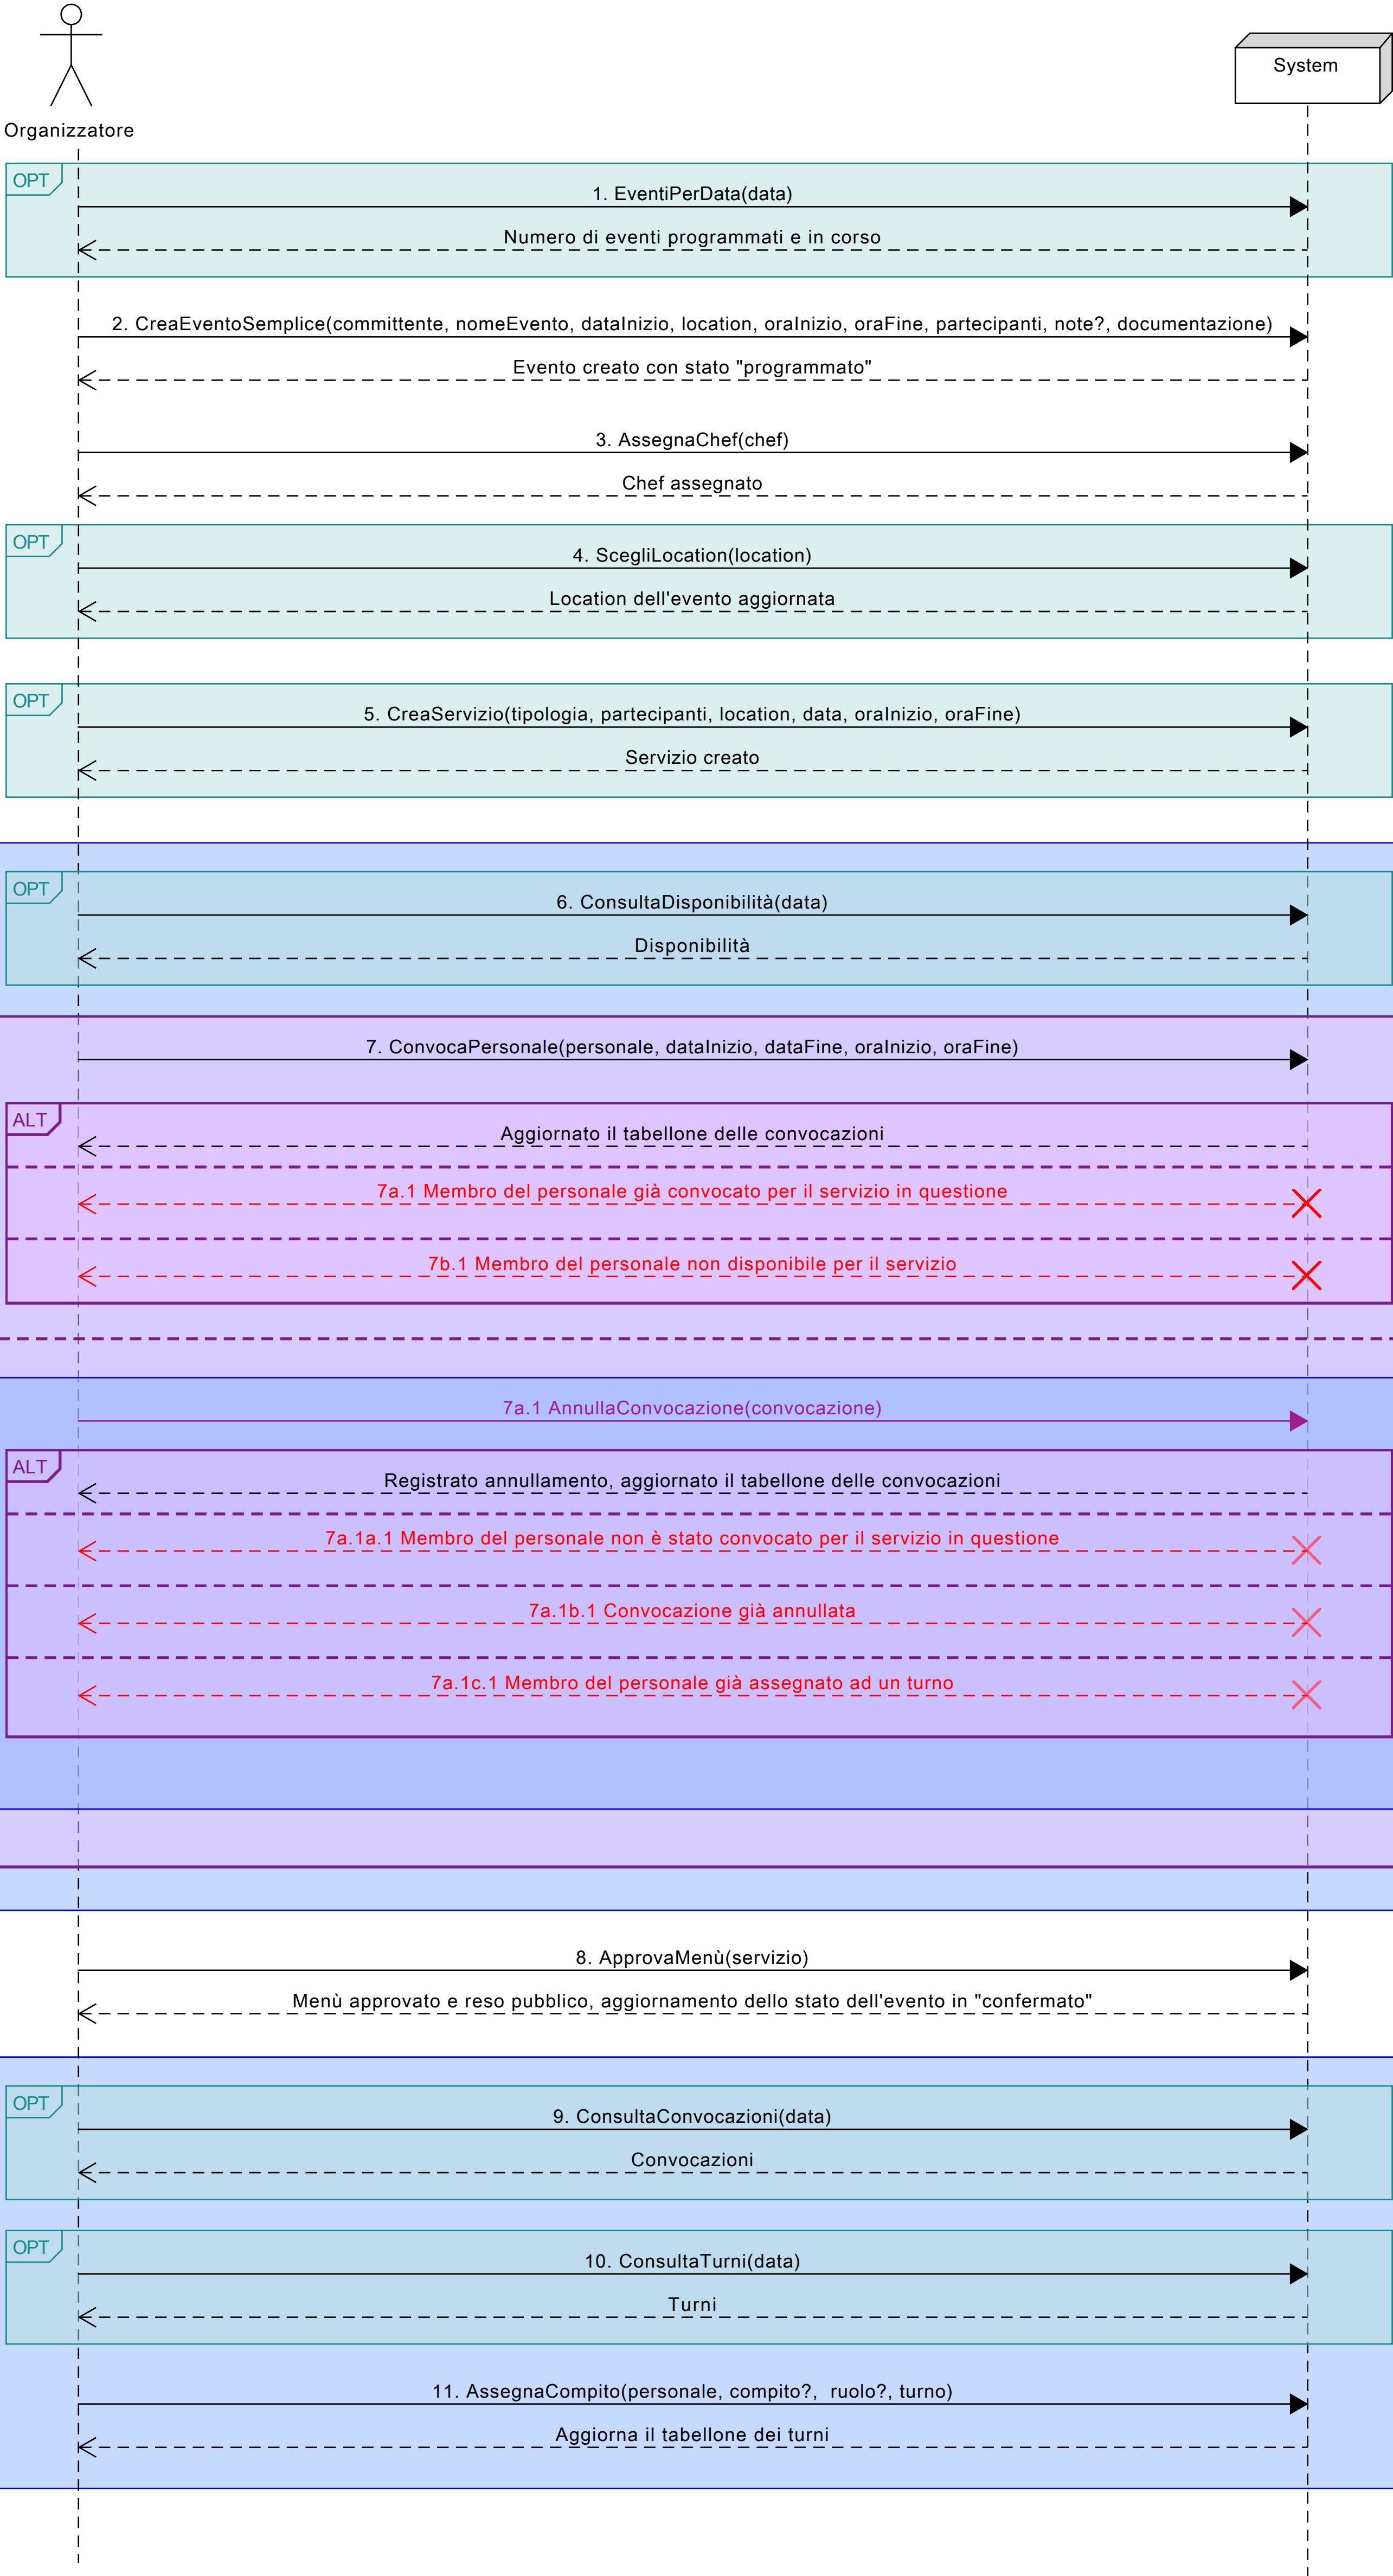 System
Organizzatore
OPT
1. EventiPerData(data)
Numero di eventi programmati e in corso
2. CreaEventoSemplice(committente, nomeEvento, dataInizio, location, oraInizio, oraFine, partecipanti, note?, documentazione)
Evento creato con stato "programmato"
3. AssegnaChef(chef)
Chef assegnato
OPT
4. ScegliLocation(location)
Location dell'evento aggiornata
OPT
5. CreaServizio(tipologia, partecipanti, location, data, oraInizio, oraFine)
Servizio creato
OPT
6. ConsultaDisponibilità(data)
Disponibilità
7. ConvocaPersonale(personale, dataInizio, dataFine, oraInizio, oraFine)
ALT
Aggiornato il tabellone delle convocazioni
7a.1 Membro del personale già convocato per il servizio in questione
7b.1 Membro del personale non disponibile per il servizio
7a.1 AnnullaConvocazione(convocazione)
ALT
Registrato annullamento, aggiornato il tabellone delle convocazioni
7a.1a.1 Membro del personale non è stato convocato per il servizio in questione
7a.1b.1 Convocazione già annullata
7a.1c.1 Membro del personale già assegnato ad un turno
8. ApprovaMenù(servizio)
Menù approvato e reso pubblico, aggiornamento dello stato dell'evento in "confermato"
OPT
9. ConsultaConvocazioni(data)
Convocazioni
OPT
10. ConsultaTurni(data)
Turni
11. AssegnaCompito(personale, compito?,  ruolo?, turno)
Aggiorna il tabellone dei turni